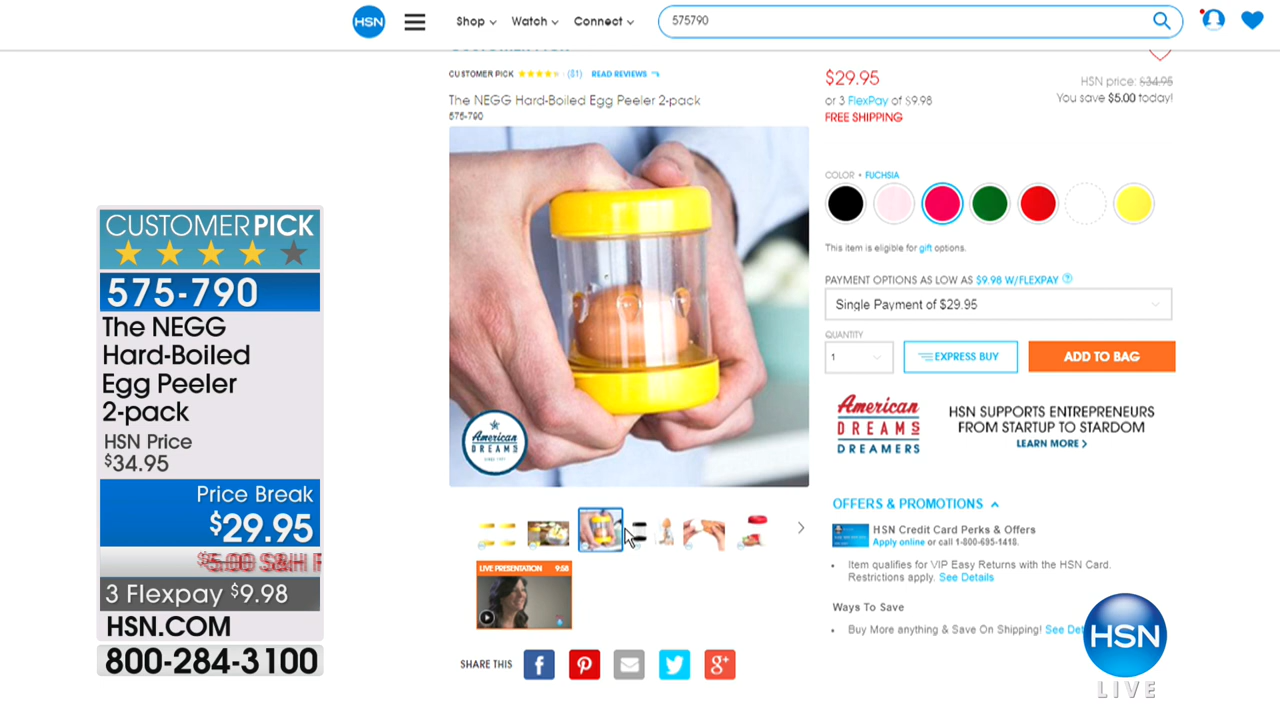 HSN
Shop
Watch
Connect
575790
CUSTOMER PICK
(81)
READ REVIEWS
The NEGG Hard-Boiled Egg Peeler 2-pack
575-790
$29.95
or 3 FlexPay of $9.98
FREE SHIPPING
HSN price: $34.95
You save $5.00 today!
COLOR • FUCHSIA
This item is eligible for gift options.
PAYMENT OPTIONS AS LOW AS $9.98 W/FLEXPAY ?
Single Payment of $29.95
QUANTITY
1
EXPRESS BUY
ADD TO BAG
American
DREAMS
DREAMERS
HSN SUPPORTS ENTREPRENEURS
FROM STARTUP TO STARDOM
LEARN MORE >
OFFERS & PROMOTIONS
HSN Credit Card Perks & Offers
Apply online or call 1-800-695-1418.
• Item qualifies for VIP Easy Returns with the HSN Card.
Restrictions apply. See Details
Ways To Save
• Buy More anything & Save On Shipping! See
American
DREAMS
LIVE PRESENTATION 9:58
SHARE THIS
f
g+
CUSTOMER PICK
575-790
The NEGG
Hard-Boiled
Egg Peeler
2-pack
HSN Price
$34.95
Price Break
$29.95
$5.00 S&H
3 Flexpay $9.98
HSN.COM
800-284-3100
HSN
LIVE